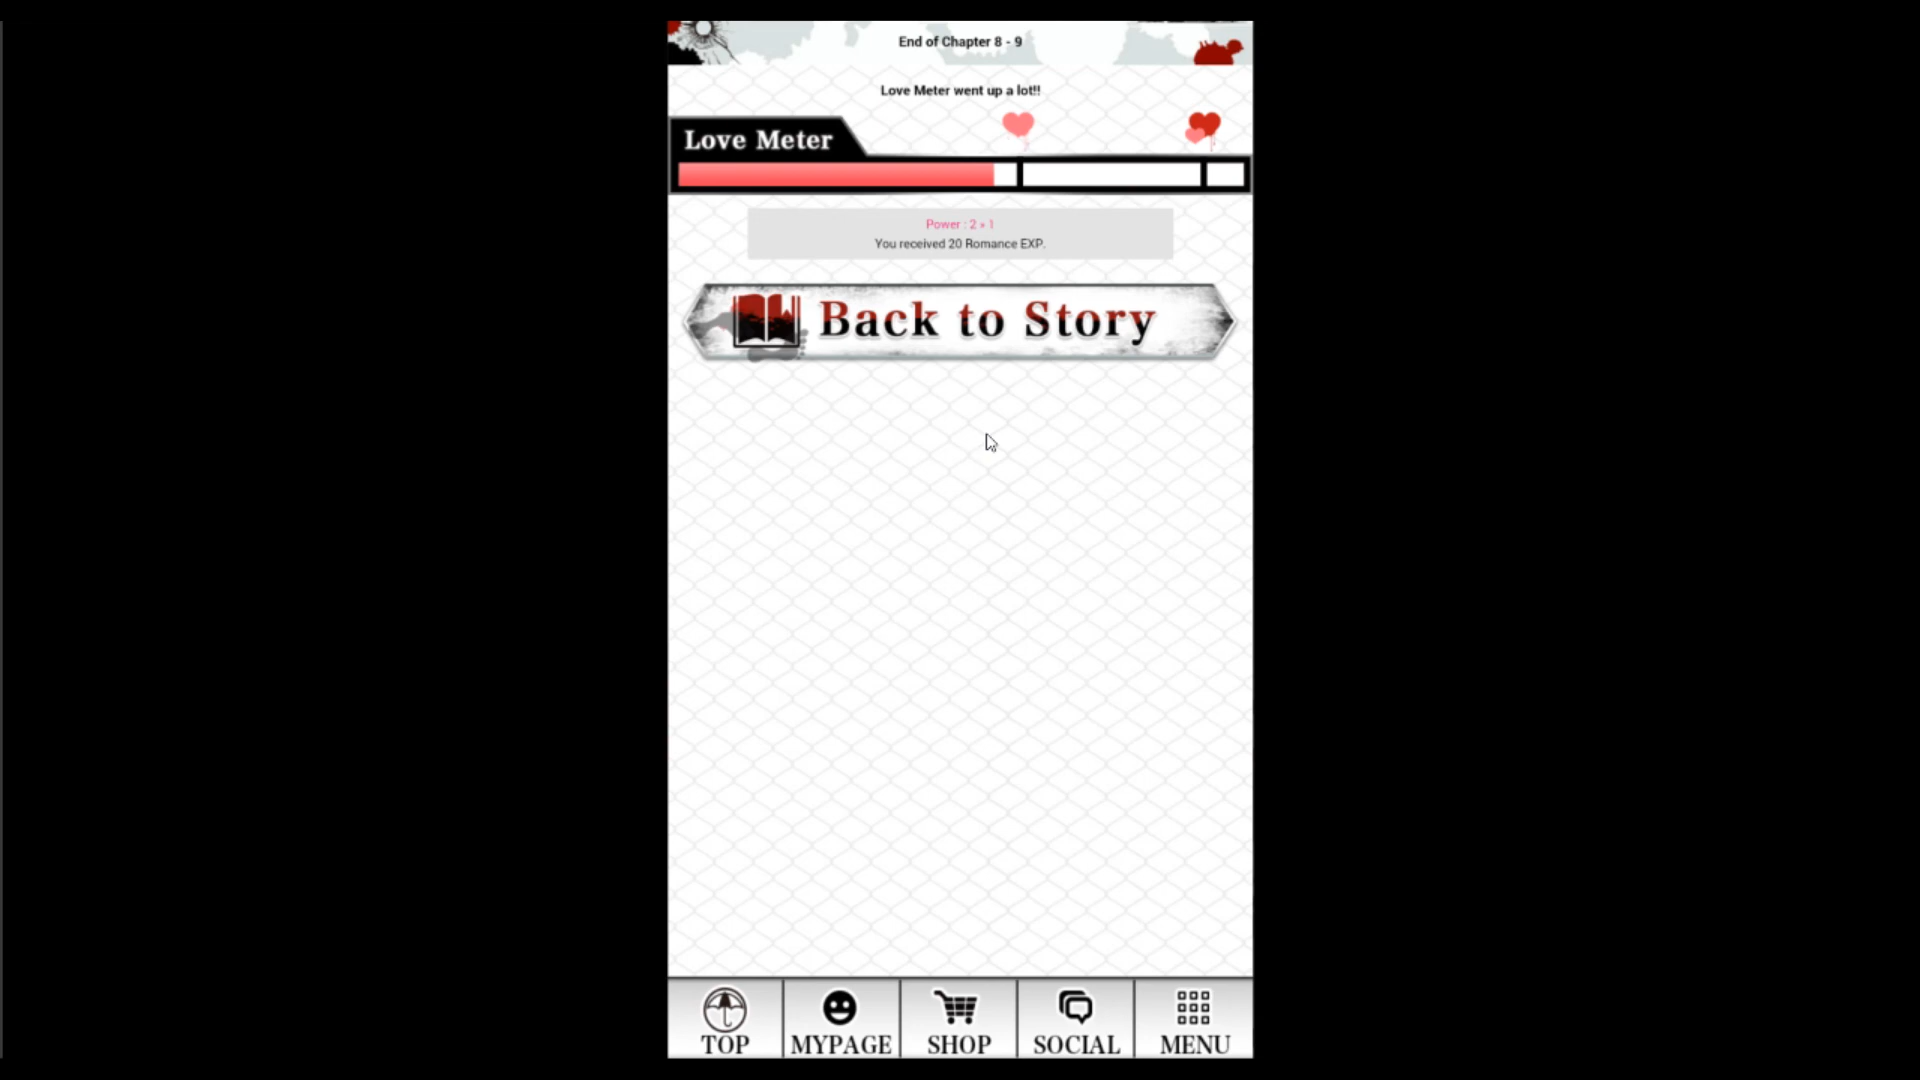 End of Chapter 8 - 9
Love Meter went up a lot!!
Love Meter
Power : 2 » 1
You received 20 Romance EXP.
Back to Story
TOP
MYPAGE
SHOP
SOCIAL
MENU